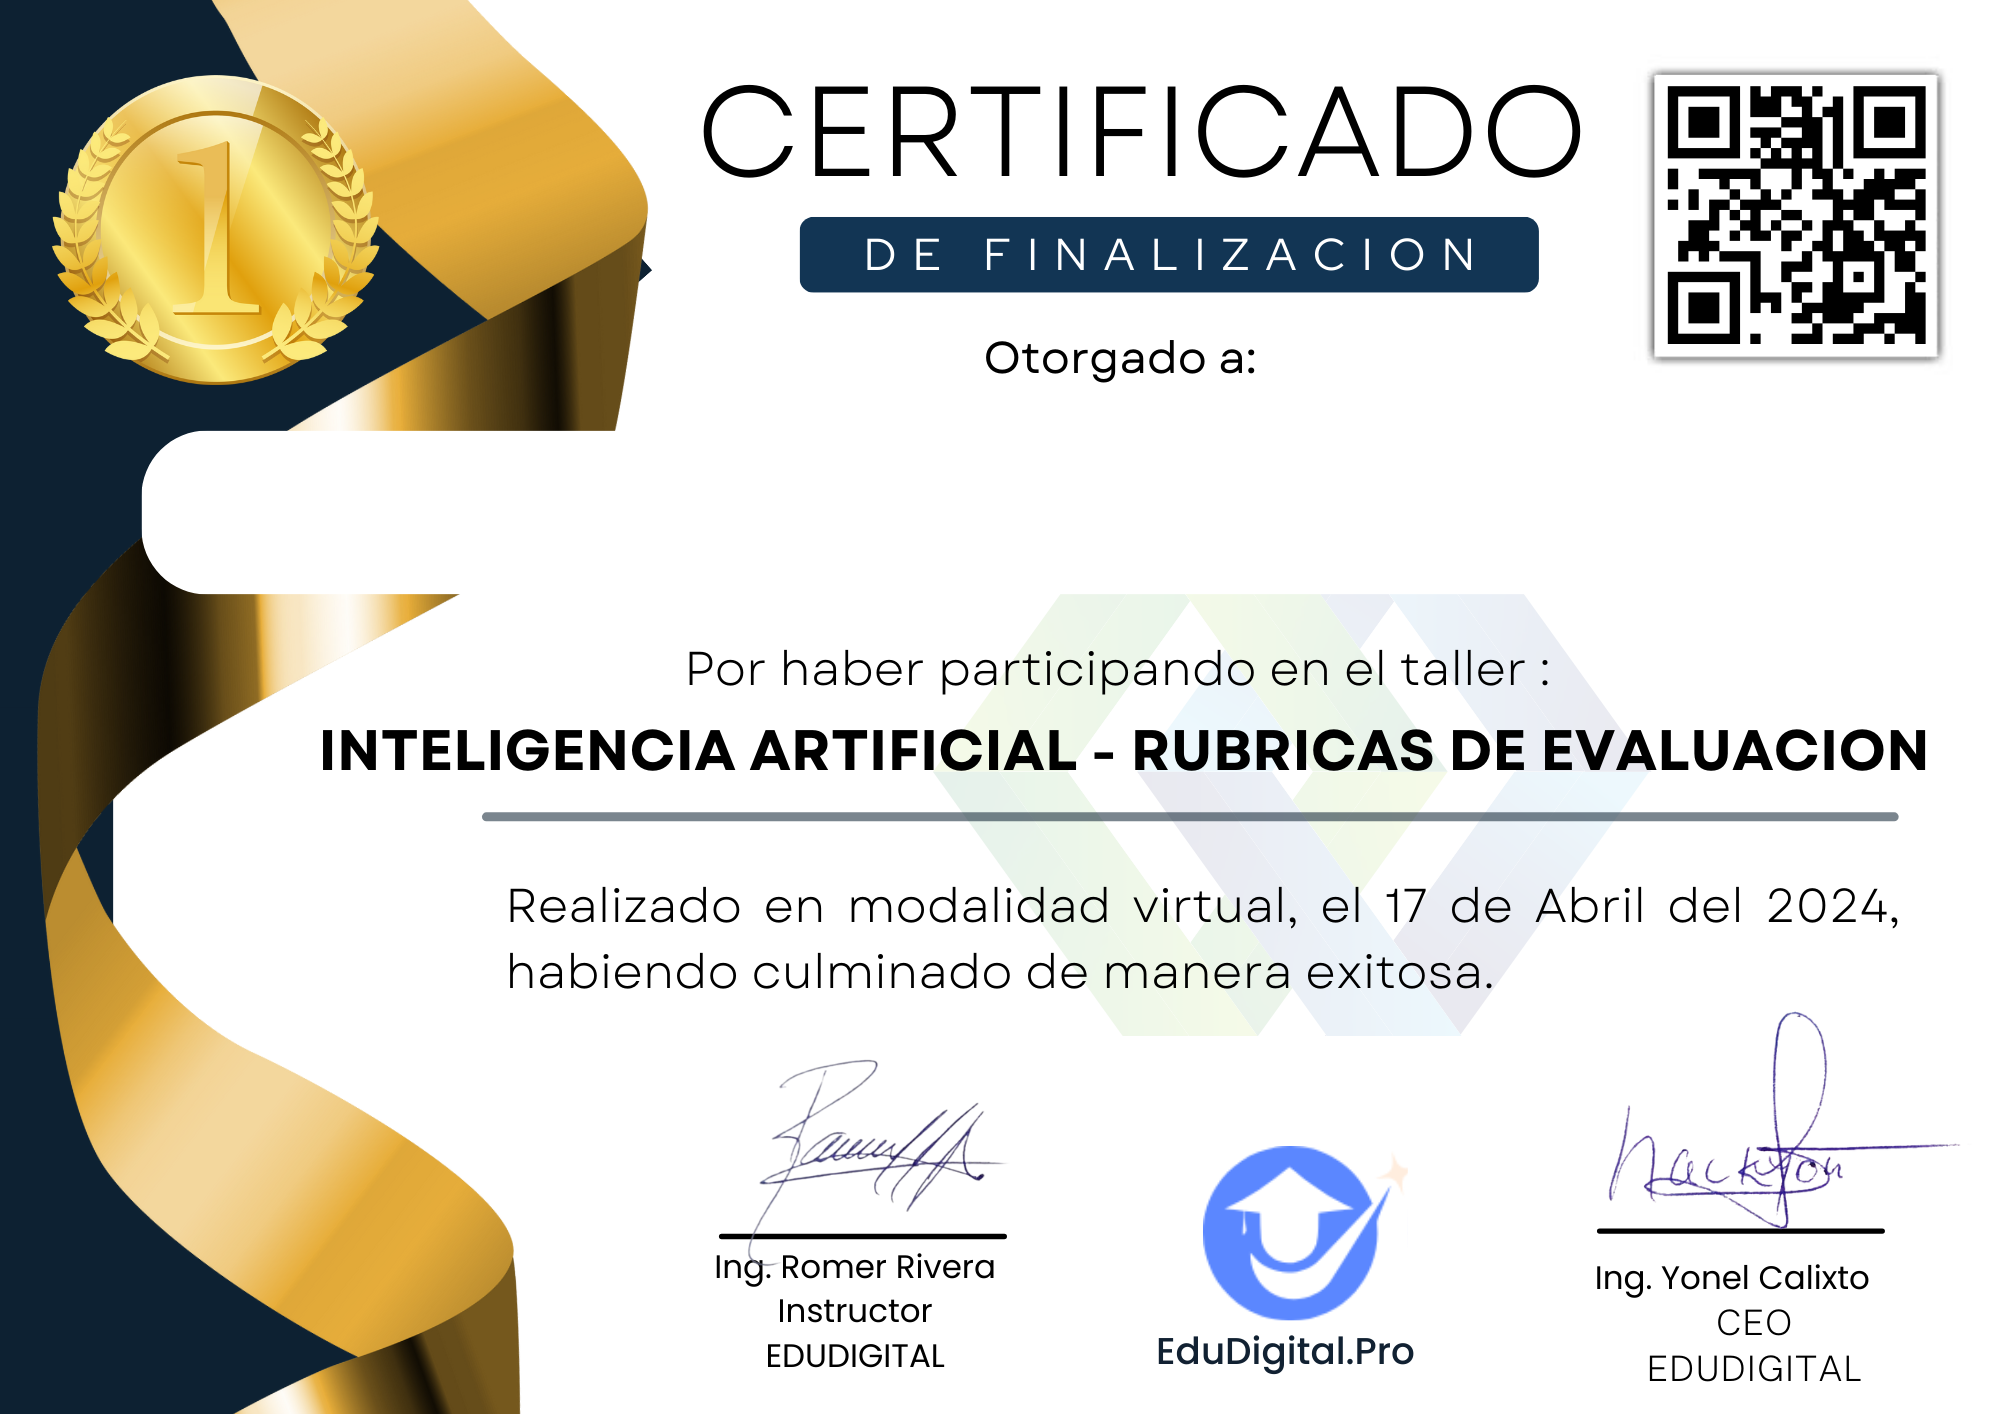 1
CERTIFICADO
DE FINALIZACION
Otorgado a:
Por haber participando en el taller :
INTELIGENCIA ARTIFICIAL - RUBRICAS DE EVALUACION
Realizado en modalidad virtual, el 17 de Abril del 2024,
habiendo culminado de manera exitosa.
Ing. Romer Rivera
Instructor
EDUDIGITAL
EduDigital.Pro
Ing. Yonel Calixto
CEO
EDUDIGITAL